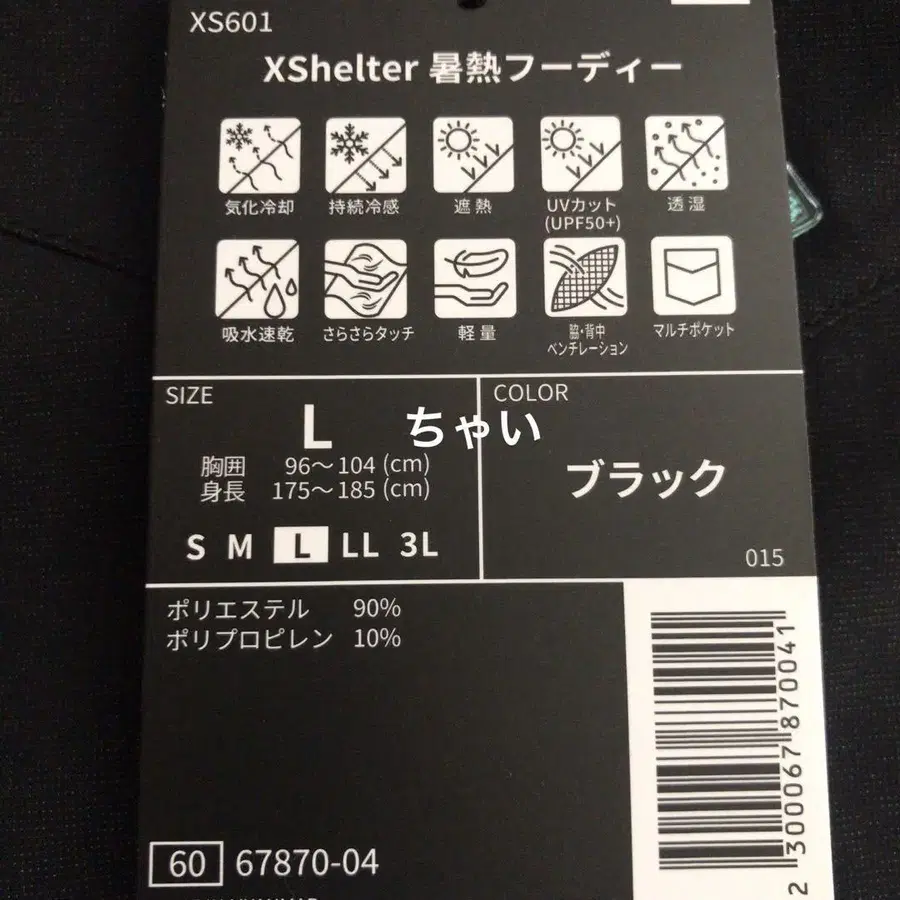 XS601
XShelter 暑熱フーディー
気化冷却 持続冷感 遮熱 UVカット 透湿
(UPF50+)
吸水速乾 さらさらタッチ 軽量 脇・背中 マルチポケット
ベンチレーション
SIZE
L
胸囲 96〜104 (cm)
身長 175〜185 (cm)
S M L LL 3L
ちゃい
COLOR
ブラック
015
ポリエステル 90%
ポリプロピレン 10%
60 67870-04
2 300067 870041